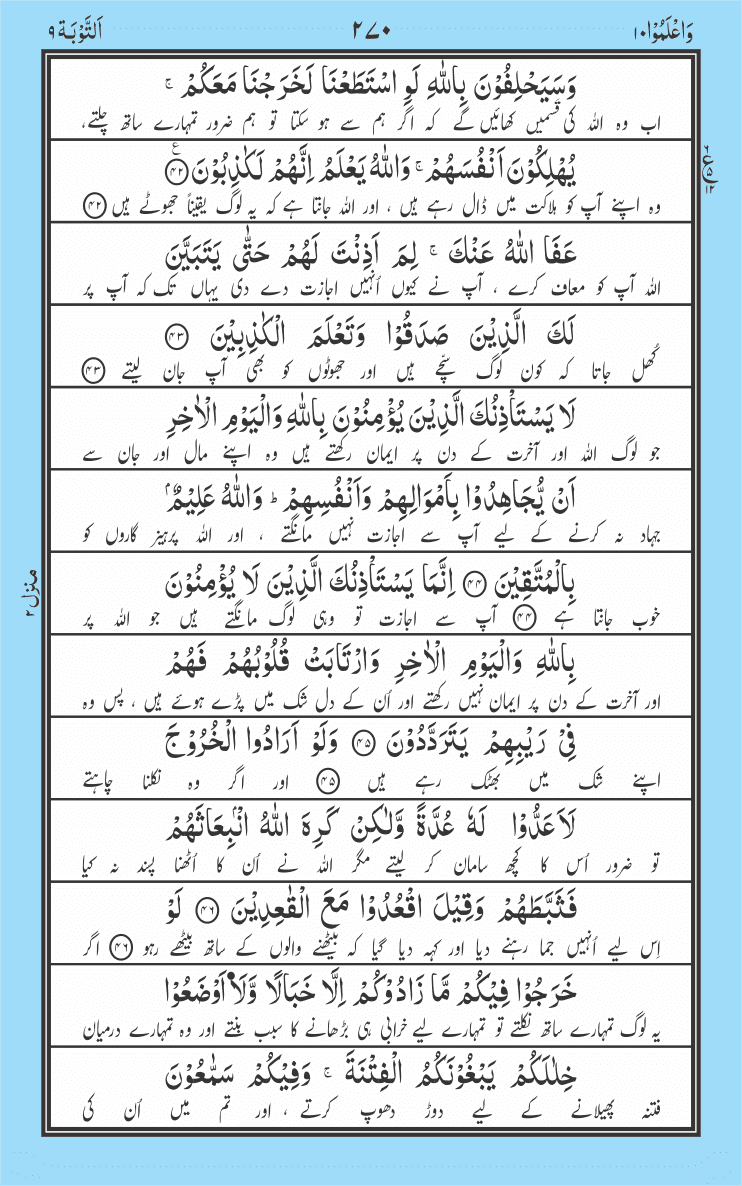 وَاعْلَمُوْا ۱۰ ۲۷۰ اَلتَّوْبَة ۹
وَسَيَحْلِفُوْنَ بِاللّٰهِ لَوِ اسْتَطَعْنَا لَخَرَجْنَا مَعَكُمْ ۚ
اب وہ اللہ کی قسمیں کھائیں گے کہ اگر ہم سے ہو سکتا تو ہم ضرور تمہارے ساتھ چلتے،
يُهْلِكُوْنَ اَنْفُسَهُمْ ۚ وَاللّٰهُ يَعْلَمُ اِنَّهُمْ لَكٰذِبُوْنَ ﴿۴۲﴾ ع
وہ اپنے آپ کو ہلاکت میں ڈال رہے ہیں ، اور اللہ جانتا ہے کہ یہ لوگ یقیناً جھوٹے ہیں ﴿۴۲﴾
عَفَا اللّٰهُ عَنْكَ ۚ لِمَ اَذِنْتَ لَهُمْ حَتّٰى يَتَبَيَّنَ
اللہ آپ کو معاف کرے ، آپ نے کیوں اُنہیں اجازت دے دی یہاں تک کہ آپ پر
لَكَ الَّذِيْنَ صَدَقُوْا وَتَعْلَمَ الْكٰذِبِيْنَ ﴿۴۳﴾
کُھل جاتا کہ کون لوگ سچّے ہیں اور جھوٹوں کو بھی آپ جان لیتے ﴿۴۳﴾
لَا يَسْتَاْذِنُكَ الَّذِيْنَ يُؤْمِنُوْنَ بِاللّٰهِ وَالْيَوْمِ الْاٰخِرِ
جو لوگ اللہ اور آخرت کے دن پر ایمان رکھتے ہیں وہ اپنے مال اور جان سے
اَنْ يُّجَاهِدُوْا بِاَمْوَالِهِمْ وَاَنْفُسِهِمْ ؕ وَاللّٰهُ عَلِيْمٌۢ
جہاد نہ کرنے کے لیے آپ سے اجازت نہیں مانگتے ، اور اللہ پرہیز گاروں کو
بِالْمُتَّقِيْنَ ﴿۴۴﴾ اِنَّمَا يَسْتَاْذِنُكَ الَّذِيْنَ لَا يُؤْمِنُوْنَ
خوب جانتا ہے ﴿۴۴﴾ آپ سے اجازت تو وہی لوگ مانگتے ہیں جو اللہ پر
بِاللّٰهِ وَالْيَوْمِ الْاٰخِرِ وَارْتَابَتْ قُلُوْبُهُمْ فَهُمْ
اور آخرت کے دن پر ایمان نہیں رکھتے اور اُن کے دل شک میں پڑے ہوئے ہیں ، پس وہ
فِيْ رَيْبِهِمْ يَتَرَدَّدُوْنَ ﴿۴۵﴾ وَلَوْ اَرَادُوا الْخُرُوْجَ
اپنے شک میں بھٹک رہے ہیں ﴿۴۵﴾ اور اگر وہ نکلنا چاہتے
لَاَعَدُّوْا لَهٗ عُدَّةً وَّلٰكِنْ كَرِهَ اللّٰهُ انْۢبِعَاثَهُمْ
تو ضرور اُس کا کچھ سامان کر لیتے مگر اللہ نے اُن کا اُٹھنا پسند نہ کیا
فَثَبَّطَهُمْ وَقِيْلَ اقْعُدُوْا مَعَ الْقٰعِدِيْنَ ﴿۴۶﴾ لَوْ
اِس لیے اُنہیں جما رہنے دیا اور کہہ دیا گیا کہ بیٹھنے والوں کے ساتھ بیٹھے رہو ﴿۴۶﴾ اگر
خَرَجُوْا فِيْكُمْ مَّا زَادُوْكُمْ اِلَّا خَبَالًا وَّلَا۟اَوْضَعُوْا
یہ لوگ تمہارے ساتھ نکلتے تو تمہارے لیے خرابی ہی بڑھانے کا سبب بنتے اور وہ تمہارے درمیان
خِلٰلَكُمْ يَبْغُوْنَكُمُ الْفِتْنَةَ ۚ وَفِيْكُمْ سَمّٰعُوْنَ
فتنہ پھیلانے کے لیے دوڑ دھوپ کرتے ، اور تم میں اُن کی
منزل ۲